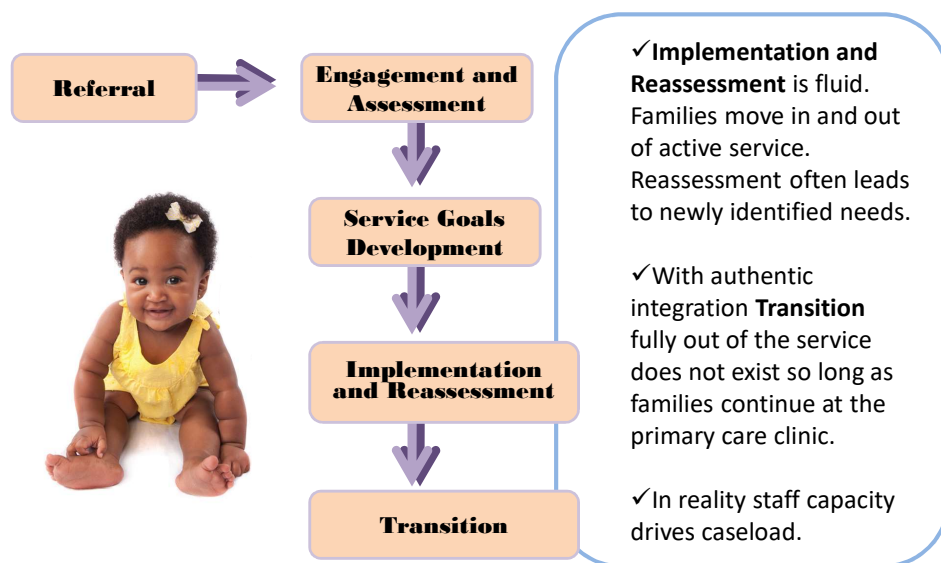 Referral
Engagement and
Assessment
Service Goals
Development
Implementation
and Reassessment
Transition
✓Implementation and
Reassessment is fluid.
Families move in and out
of active service.
Reassessment often leads
to newly identified needs.
✓With authentic
integration Transition
fully out of the service
does not exist so long as
families continue at the
primary care clinic.
✓In reality staff capacity
drives caseload.